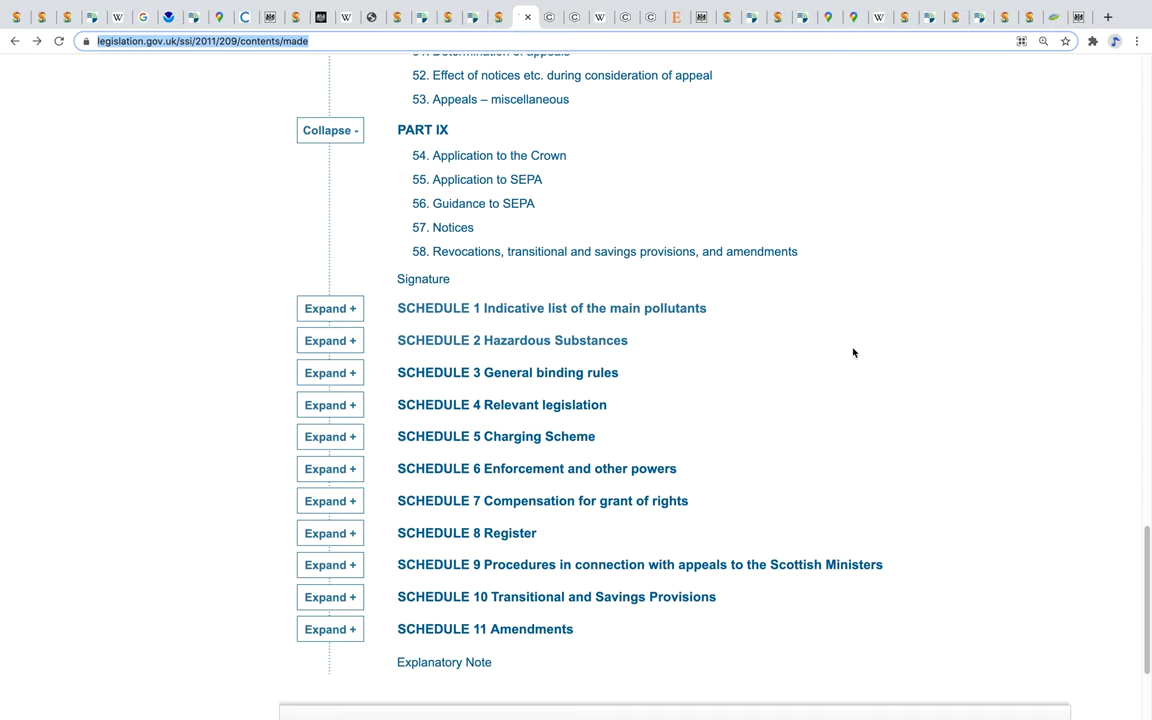 legislation.gov.uk/ssi/2011/209/contents/made
51. Determination of appeals
52. Effect of notices etc. during consideration of appeal
53. Appeals – miscellaneous
Collapse -
PART IX
54. Application to the Crown
55. Application to SEPA
56. Guidance to SEPA
57. Notices
58. Revocations, transitional and savings provisions, and amendments
Signature
Expand + SCHEDULE 1 Indicative list of the main pollutants
Expand + SCHEDULE 2 Hazardous Substances
Expand + SCHEDULE 3 General binding rules
Expand + SCHEDULE 4 Relevant legislation
Expand + SCHEDULE 5 Charging Scheme
Expand + SCHEDULE 6 Enforcement and other powers
Expand + SCHEDULE 7 Compensation for grant of rights
Expand + SCHEDULE 8 Register
Expand + SCHEDULE 9 Procedures in connection with appeals to the Scottish Ministers
Expand + SCHEDULE 10 Transitional and Savings Provisions
Expand + SCHEDULE 11 Amendments
Explanatory Note